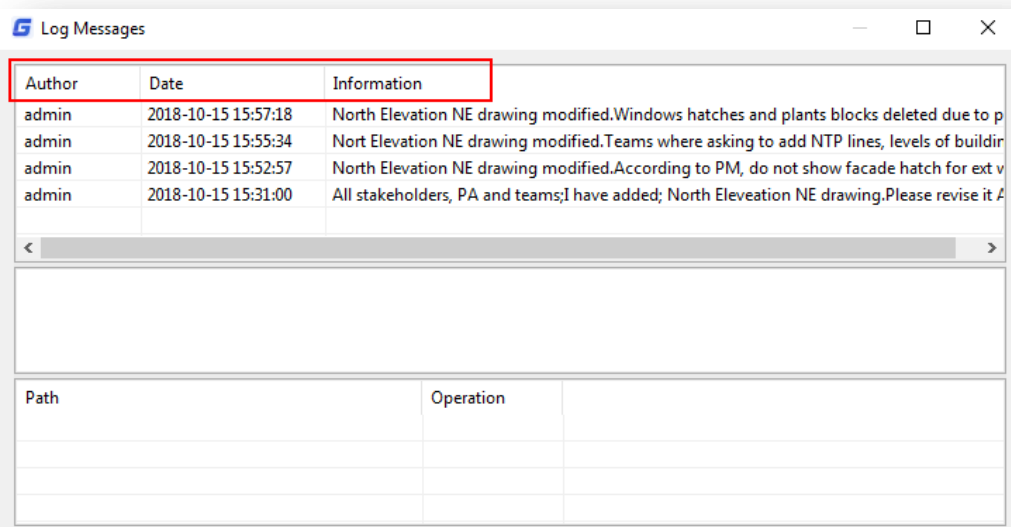 Log Messages
Author Date Information
admin 2018-10-15 15:57:18 North Elevation NE drawing modified.Windows hatches and plants blocks deleted due to
admin 2018-10-15 15:55:34 Nort Elevation NE drawing modified.Teams where asking to add NTP lines, levels of
admin 2018-10-15 15:52:57 North Elevation NE drawing modified.According to PM, do not show facade hatch for ext
admin 2018-10-15 15:31:00 All stakeholders, PA and teams;I have added; North Eleveation NE drawing.Please revise it
Path Operation